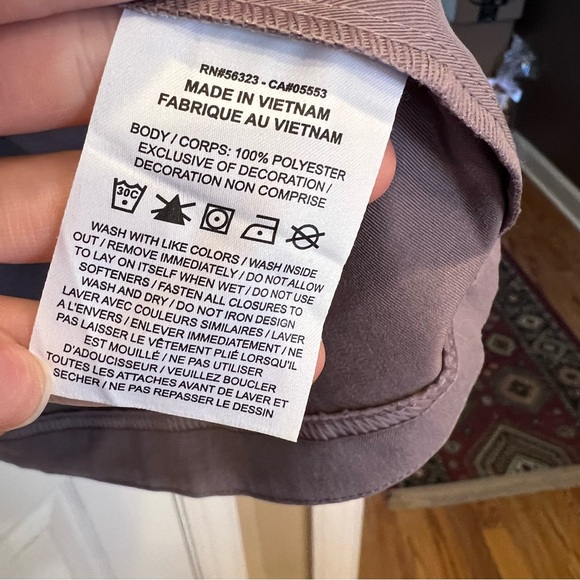 RN#56323 - CA#05553
MADE IN VIETNAM
FABRIQUE AU VIETNAM
BODY / CORPS: 100% POLYESTER
EXCLUSIVE OF DECORATION /
DECORATION NON COMPRISE
30C
WASH WITH LIKE COLORS / WASH INSIDE
OUT / REMOVE IMMEDIATELY / DO NOT ALLOW
TO LAY ON ITSELF WHEN WET / DO NOT USE
SOFTENERS / FASTEN ALL CLOSURES TO
WASH AND DRY / DO NOT IRON DESIGN
LAVER AVEC COULEURS SIMILAIRES / LAVER
A L'ENVERS / ENLEVER IMMEDIATEMENT / NE
PAS LAISSER LE VÊTEMENT PLIÉ LORSQU'IL
EST MOUILLÉ / NE PAS UTILISER
D'ADOUCISSEUR / VEUILLEZ BOUCLER
TOUTES LES ATTACHES AVANT DE LAVER ET
SECHER / NE PAS REPASSER LE DESSIN